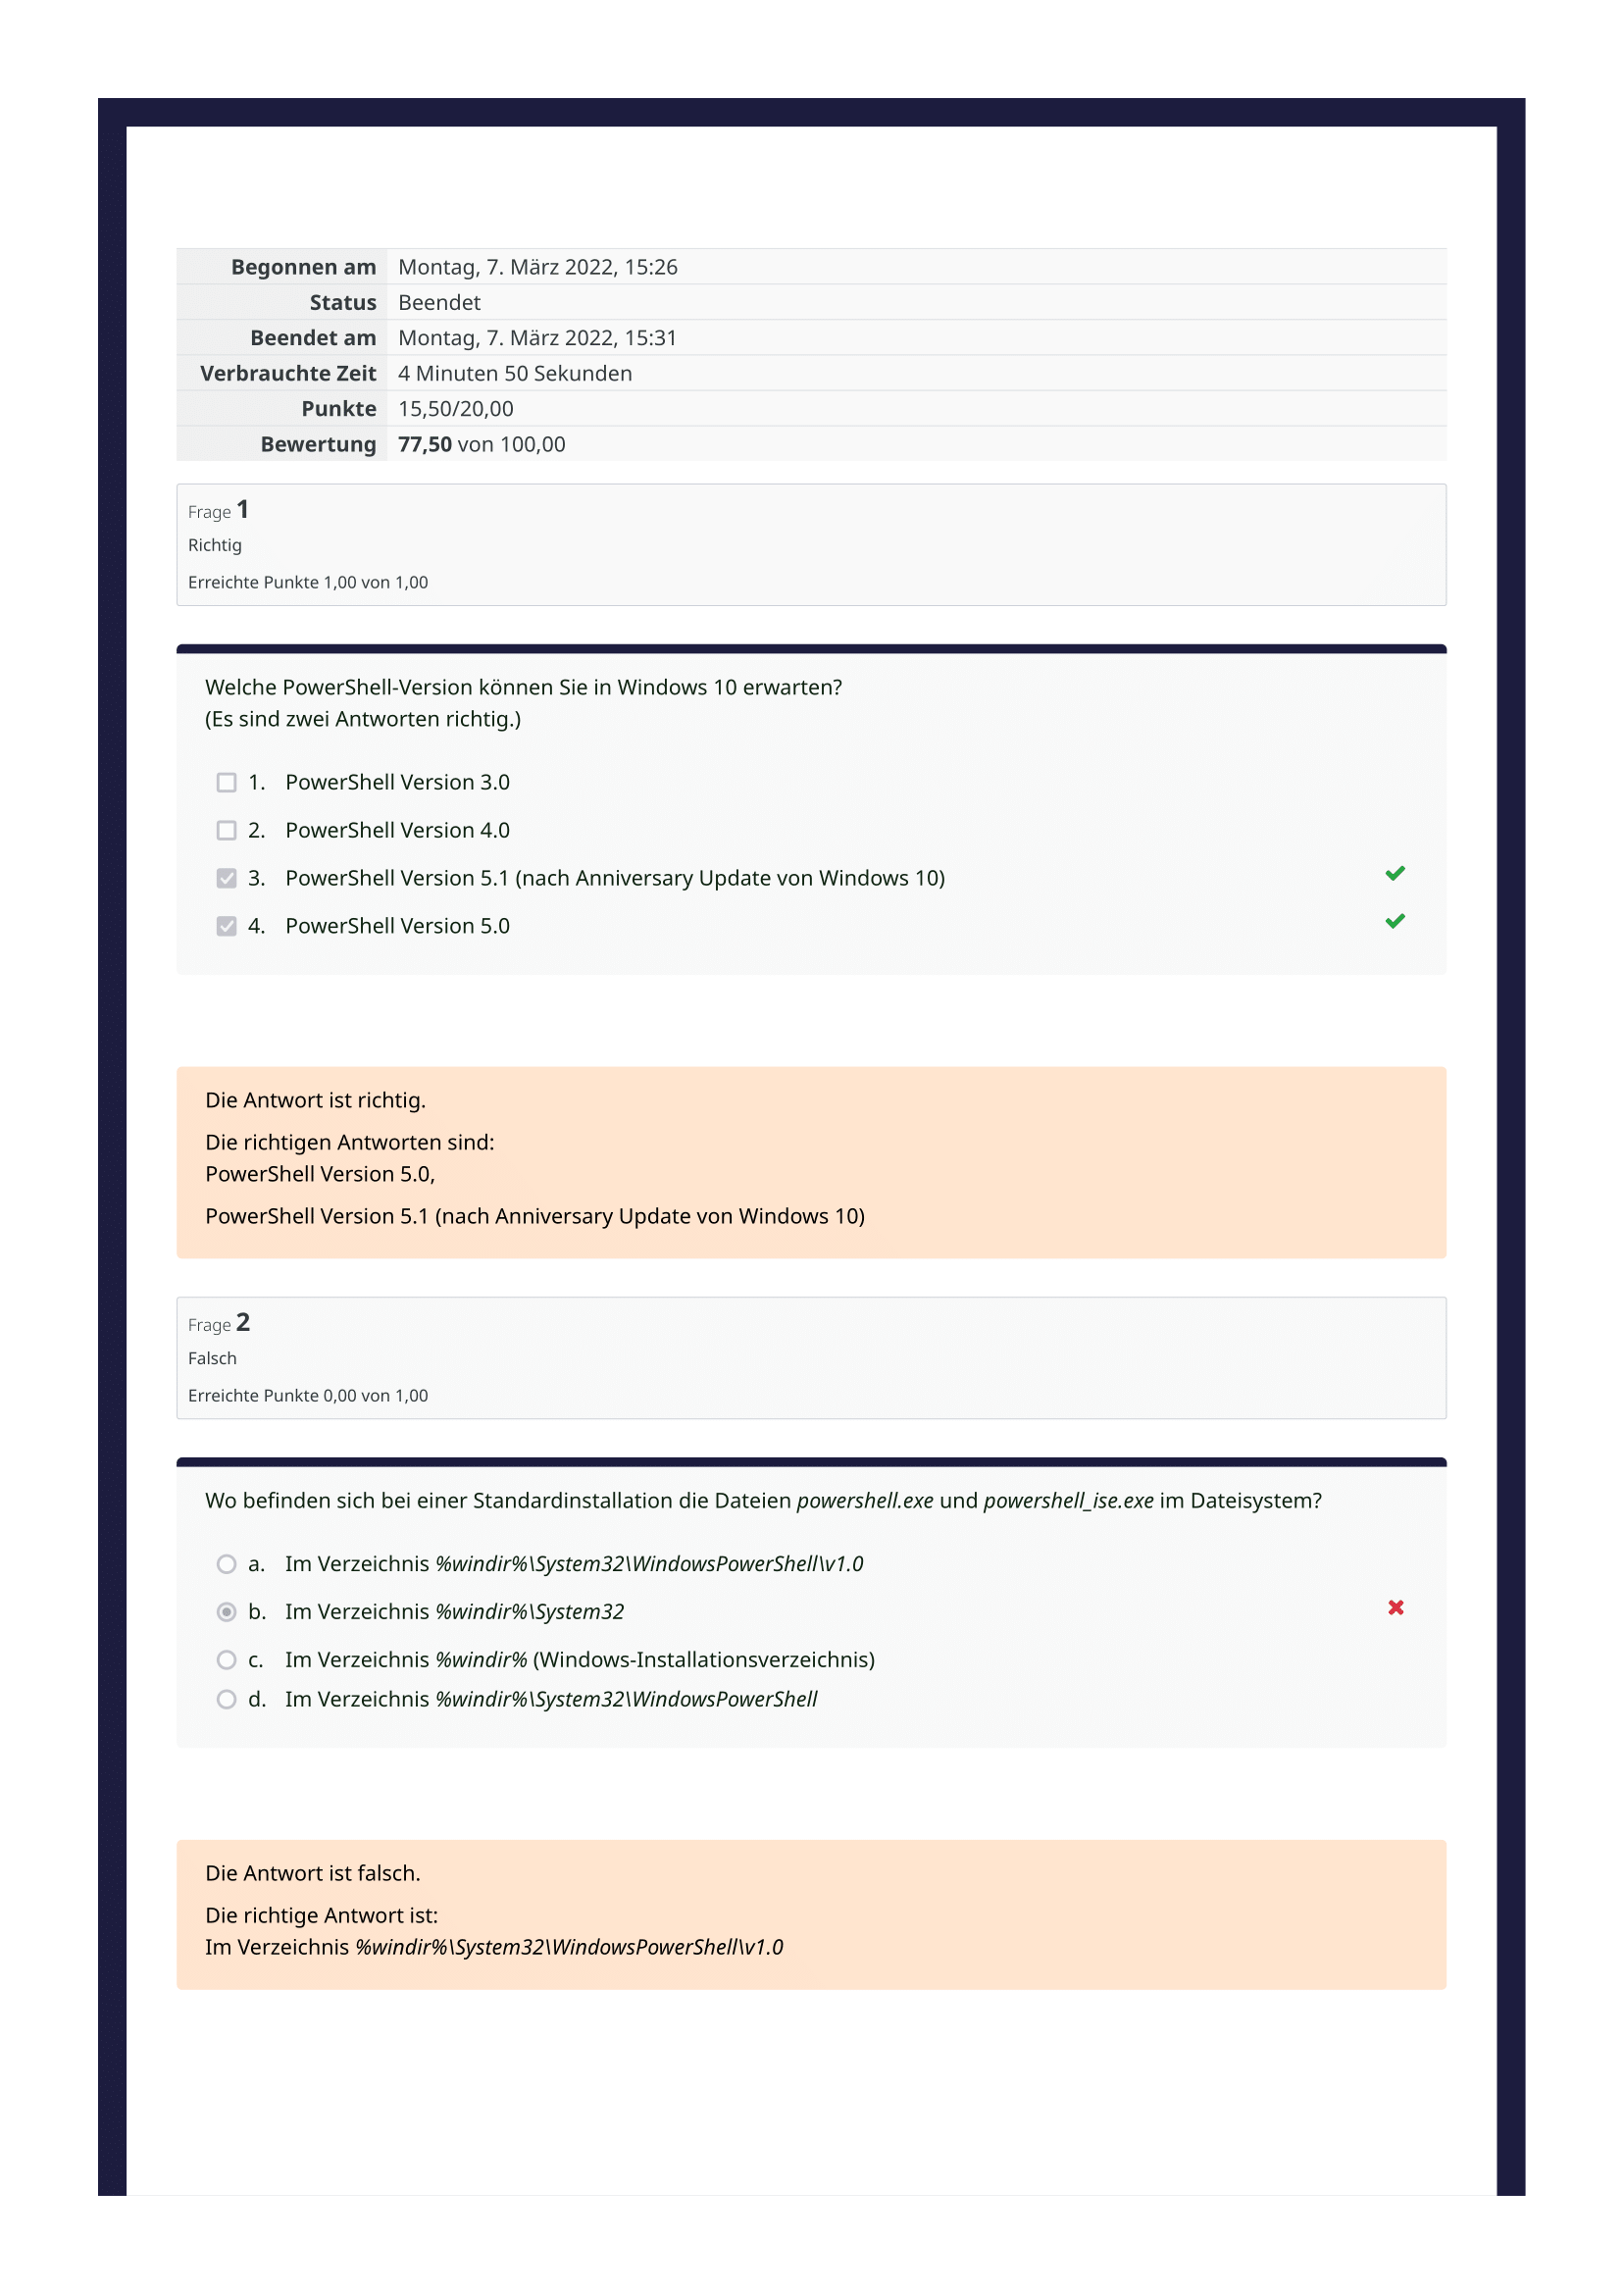 Begonnen am Montag, 7. März 2022, 15:26
Status Beendet
Beendet am Montag, 7. März 2022, 15:31
Verbrauchte Zeit 4 Minuten 50 Sekunden
Punkte 15,50/20,00
Bewertung 77,50 von 100,00
Frage 1
Richtig
Erreichte Punkte 1,00 von 1,00
Welche PowerShell-Version können Sie in Windows 10 erwarten?
(Es sind zwei Antworten richtig.)
1. PowerShell Version 3.0
2. PowerShell Version 4.0
3. PowerShell Version 5.1 (nach Anniversary Update von Windows 10)
4. PowerShell Version 5.0
Die Antwort ist richtig.
Die richtigen Antworten sind:
PowerShell Version 5.0,
PowerShell Version 5.1 (nach Anniversary Update von Windows 10)
Frage 2
Falsch
Erreichte Punkte 0,00 von 1,00
Wo befinden sich bei einer Standardinstallation die Dateien powershell.exe und powershell_ise.exe im Dateisystem?
a. Im Verzeichnis %windir%\System32\WindowsPowerShell\v1.0
b. Im Verzeichnis %windir%\System32
c. Im Verzeichnis %windir% (Windows-Installationsverzeichnis)
d. Im Verzeichnis %windir%\System32\WindowsPowerShell
Die Antwort ist falsch.
Die richtige Antwort ist:
Im Verzeichnis %windir%\System32\WindowsPowerShell\v1.0